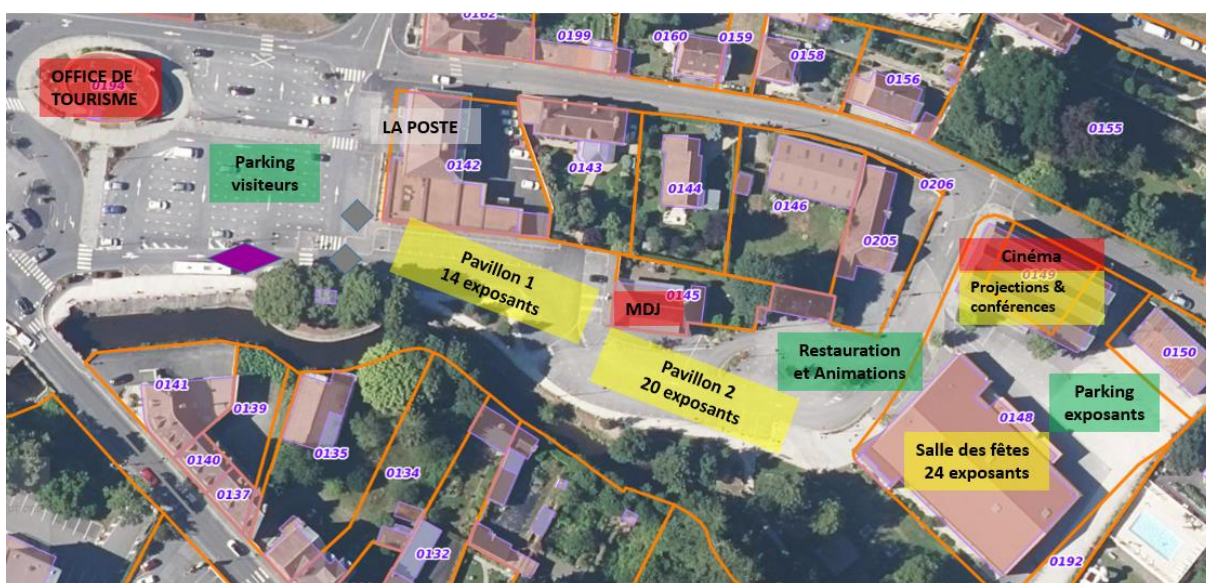 0162
0199
0160
0159
0158
0156
0155
OFFICE DE
0194
TOURISME
LA POSTE
0142
Parking
visiteurs
0143
0144
0146
0206
0205
Pavillon 1
14 exposants
MDJ
0145
Cinéma
0149
Projections &
conférences
0150
Restauration
et Animations
Pavillon 2
20 exposants
Parking
exposants
0148
Salle des fêtes
24 exposants
0141
0139
0140
0137
0135
0134
0132
0192